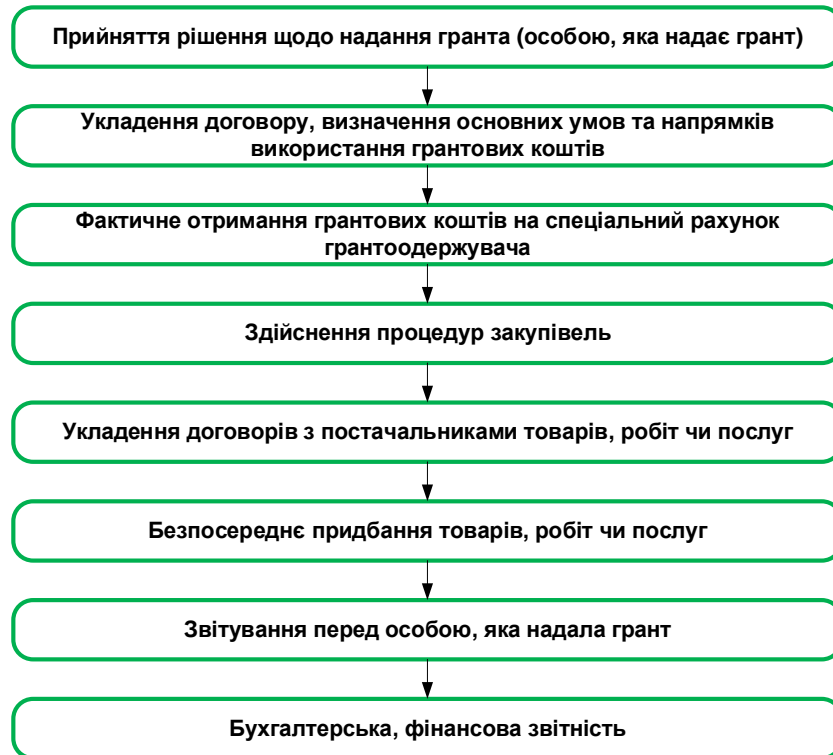 Прийняття рішення щодо надання гранта (особою, яка надає грант)
Укладення договору, визначення основних умов та напрямків
використання грантових коштів
Фактичне отримання грантових коштів на спеціальний рахунок
грантоодержувача
Здійснення процедур закупівель
Укладення договорів з постачальниками товарів, робіт чи послуг
Безпосереднє придбання товарів, робіт чи послуг
Звітування перед особою, яка надала грант
Бухгалтерська, фінансова звітність